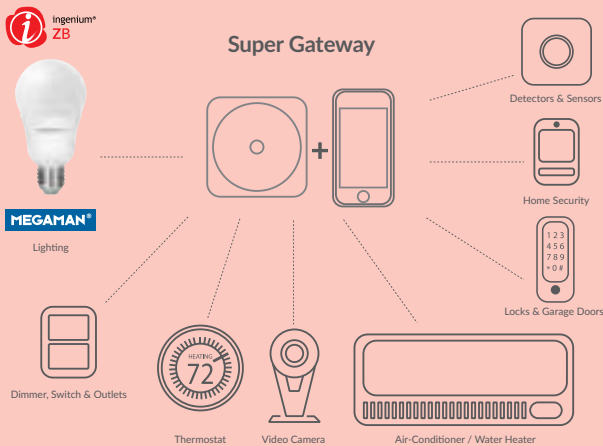 ingenium®
ZB
Super Gateway
+
Detectors & Sensors
Home Security
MEGAMAN®
Lighting
1 2 3
4 5 6
7 8 9
* 0 #
Locks & Garage Doors
Dimmer, Switch & Outlets
HEATING
72
Thermostat
Video Camera
Air-Conditioner / Water Heater